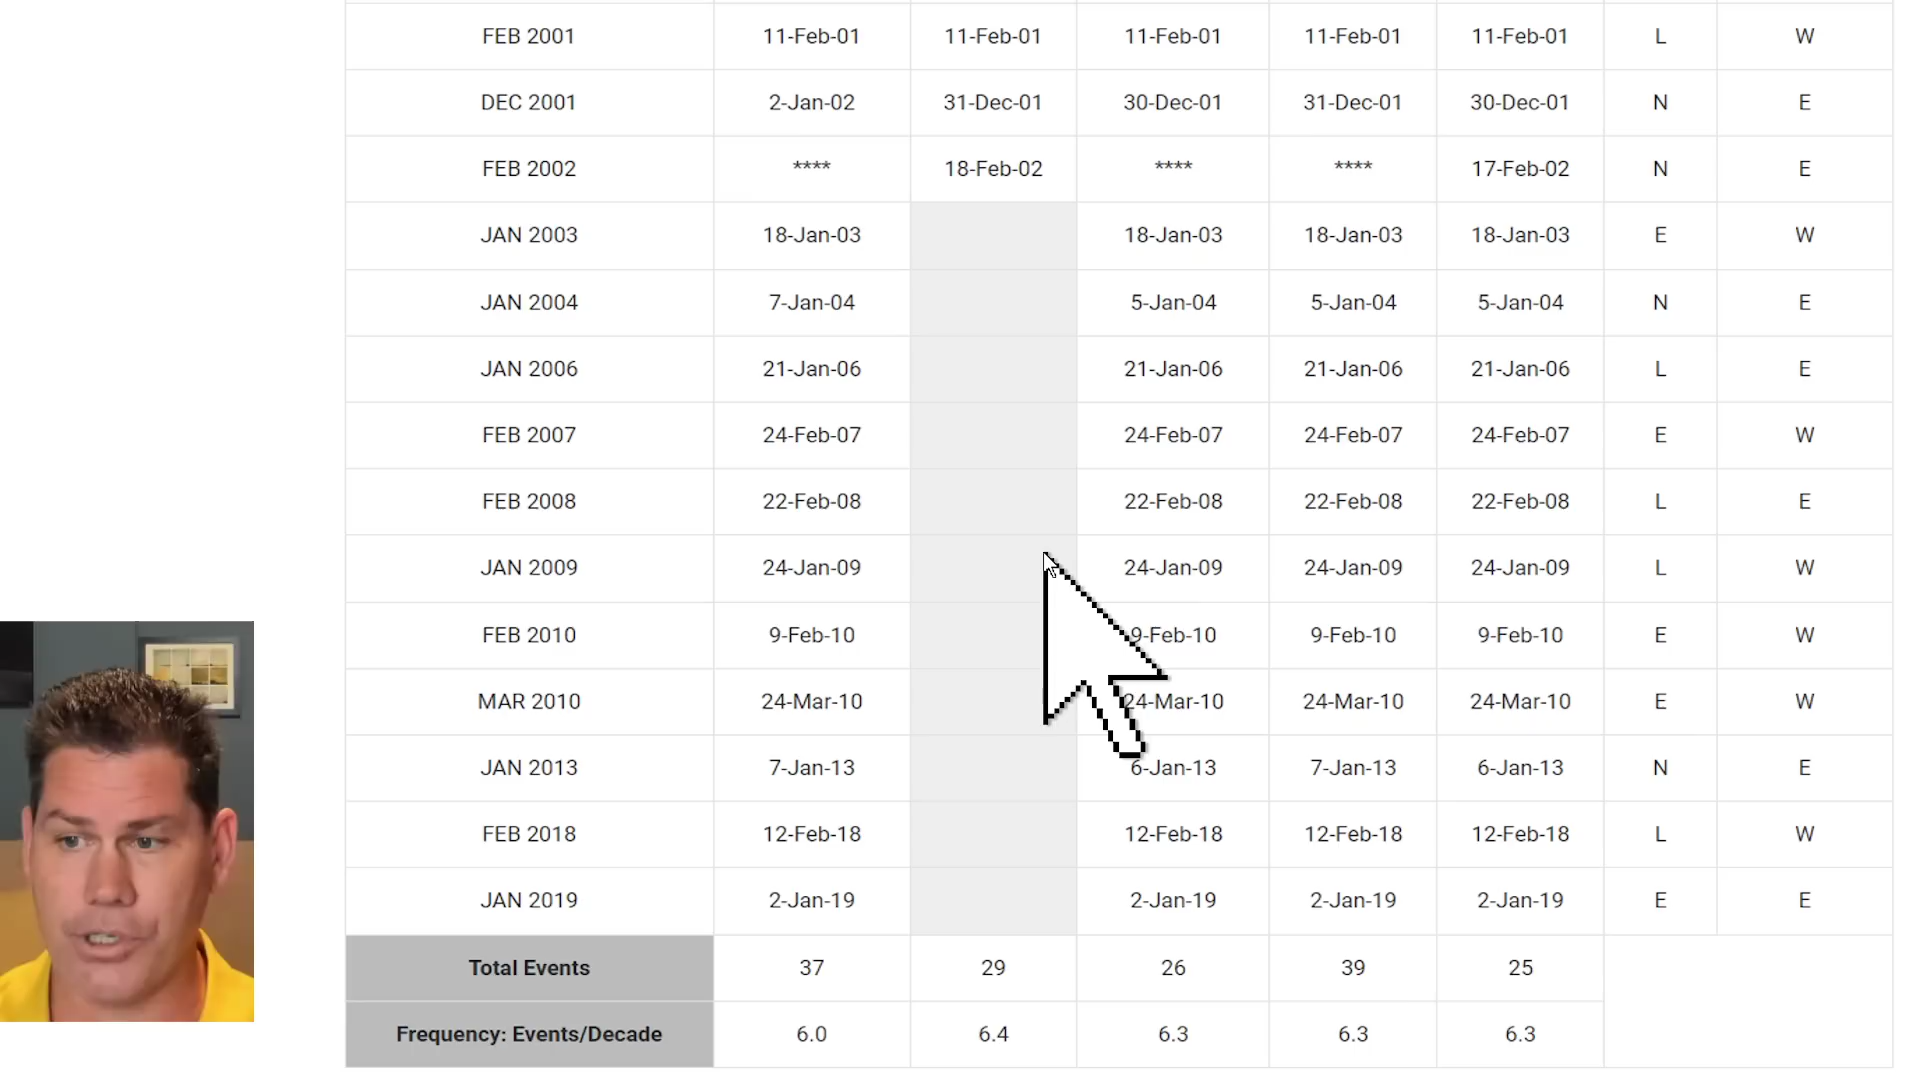 FEB 2001 11-Feb-01 11-Feb-01 11-Feb-01 11-Feb-01 11-Feb-01 L W
DEC 2001 2-Jan-02 31-Dec-01 30-Dec-01 31-Dec-01 30-Dec-01 N E
FEB 2002 **** 18-Feb-02 **** **** 17-Feb-02 N E
JAN 2003 18-Jan-03 18-Jan-03 18-Jan-03 18-Jan-03 E W
JAN 2004 7-Jan-04 5-Jan-04 5-Jan-04 5-Jan-04 N E
JAN 2006 21-Jan-06 21-Jan-06 21-Jan-06 21-Jan-06 L E
FEB 2007 24-Feb-07 24-Feb-07 24-Feb-07 24-Feb-07 E W
FEB 2008 22-Feb-08 22-Feb-08 22-Feb-08 22-Feb-08 L E
JAN 2009 24-Jan-09 24-Jan-09 24-Jan-09 24-Jan-09 L W
FEB 2010 9-Feb-10 9-Feb-10 9-Feb-10 9-Feb-10 E W
MAR 2010 24-Mar-10 24-Mar-10 24-Mar-10 24-Mar-10 E W
JAN 2013 7-Jan-13 6-Jan-13 7-Jan-13 6-Jan-13 N E
FEB 2018 12-Feb-18 12-Feb-18 12-Feb-18 12-Feb-18 L W
JAN 2019 2-Jan-19 2-Jan-19 2-Jan-19 2-Jan-19 E E
Total Events 37 29 26 39 25
Frequency: Events/Decade 6.0 6.4 6.3 6.3 6.3